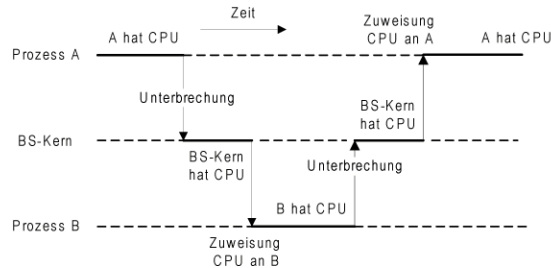 Zeit
Zuweisung
CPU an A
A hat CPU
A hat CPU
Prozess A
Unterbrechung
BS-Kern
hat CPU
BS-Kern
BS-Kern
hat CPU
Unterbrechung
B hat CPU
Prozess B
Zuweisung
CPU an B